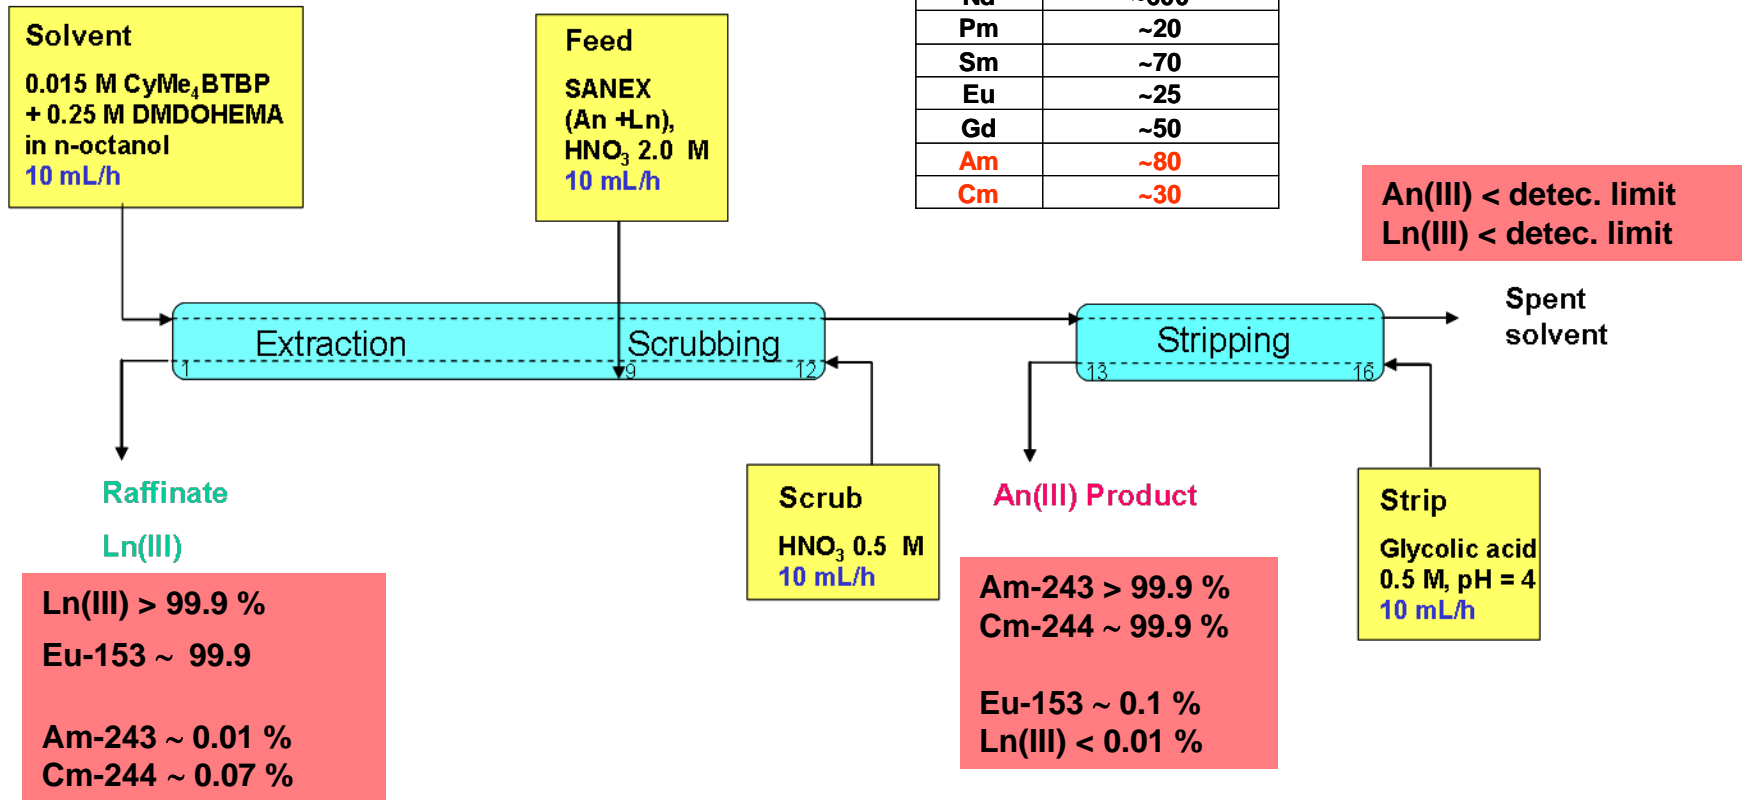 Solvent
0.015 M CyMe₄BTBP
+ 0.25 M DMDOHEMA
in n-octanol
10 mL/h
Feed
SANEX
(An +Ln),
HNO₃ 2.0 M
10 mL/h
Pm ~20
Sm ~70
Eu ~25
Gd ~50
Am ~80
Cm ~30
An(III) < detec. limit
Ln(III) < detec. limit
Spent
solvent
Extraction
Scrubbing
1
9
12
Stripping
13
16
Raffinate
Ln(III)
Ln(III) > 99.9 %
Eu-153 ~ 99.9
Am-243 ~ 0.01 %
Cm-244 ~ 0.07 %
Scrub
HNO₃ 0.5 M
10 mL/h
An(III) Product
Am-243 > 99.9 %
Cm-244 ~ 99.9 %
Eu-153 ~ 0.1 %
Ln(III) < 0.01 %
Strip
Glycolic acid
0.5 M, pH = 4
10 mL/h